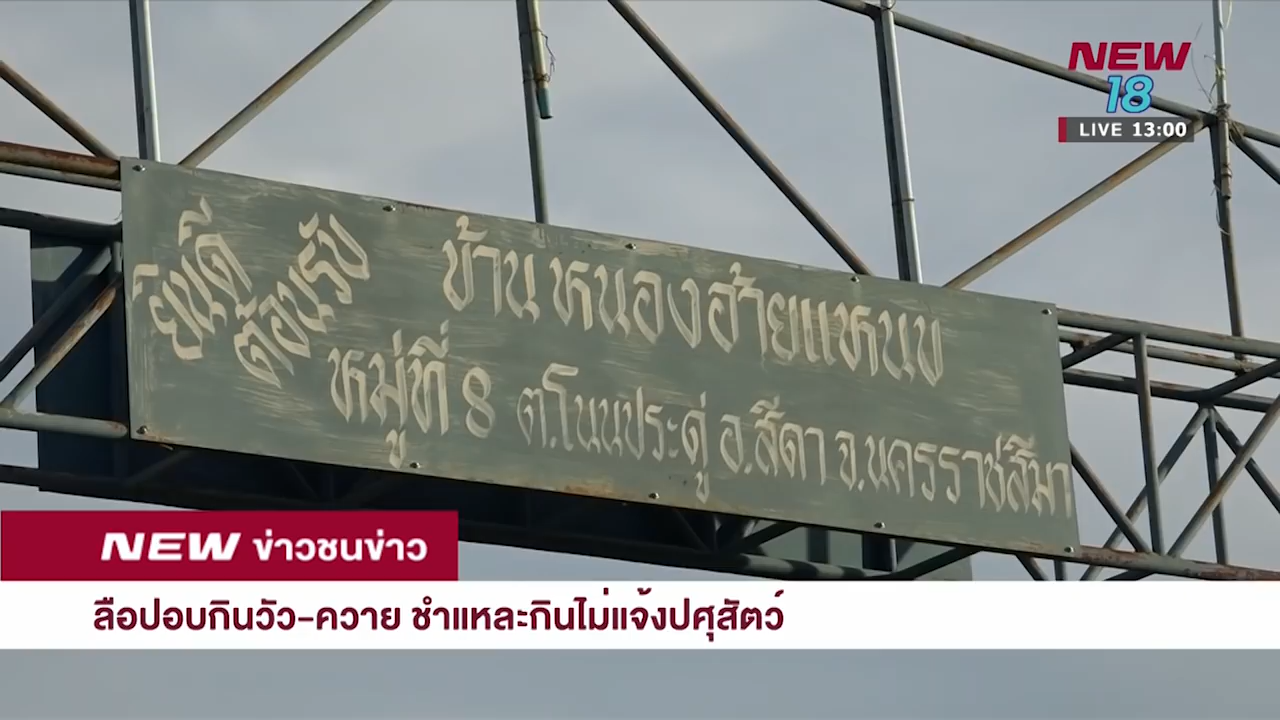 NEW
18
LIVE 13:00
ยินดี
ต้อนรับ
บ้านหนองอ้ายแหนบ
หมู่ที่ 8 ต.โนนประดู่ อ.สีดา จ.นครราชสีมา
NEW ข่าวชนข่าว
ลือปอบกินวัว-ควาย ชำแหละกินไม่แจ้งปศุสัตว์